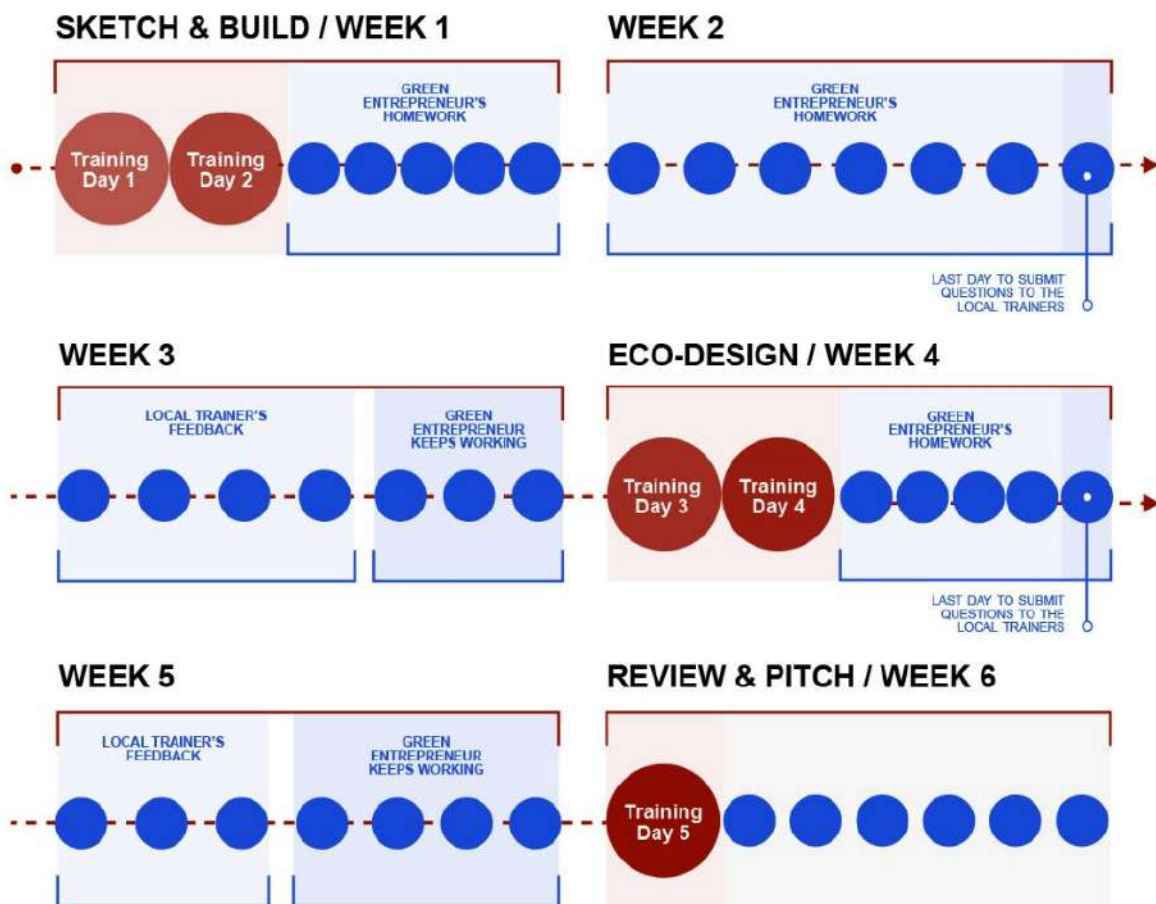 SKETCH & BUILD / WEEK 1
GREEN
ENTREPRENEUR'S
HOMEWORK
Training
Day 1
Training
Day 2
WEEK 2
GREEN
ENTREPRENEUR'S
HOMEWORK
LAST DAY TO SUBMIT
QUESTIONS TO THE
LOCAL TRAINERS
WEEK 3
LOCAL TRAINER'S
FEEDBACK
GREEN
ENTREPRENEUR
KEEPS WORKING
ECO-DESIGN / WEEK 4
GREEN
ENTREPRENEUR'S
HOMEWORK
Training
Day 3
Training
Day 4
LAST DAY TO SUBMIT
QUESTIONS TO THE
LOCAL TRAINERS
WEEK 5
LOCAL TRAINER'S
FEEDBACK
GREEN
ENTREPRENEUR
KEEPS WORKING
REVIEW & PITCH / WEEK 6
Training
Day 5